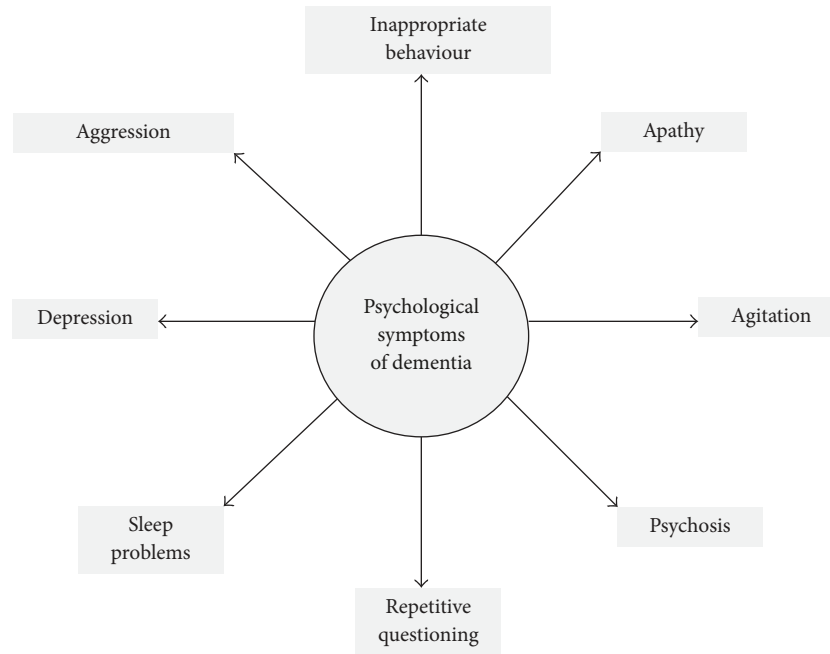 Inappropriate
behaviour
Aggression
Apathy
Psychological
symptoms
of dementia
Depression
Agitation
Sleep
problems
Psychosis
Repetitive
questioning